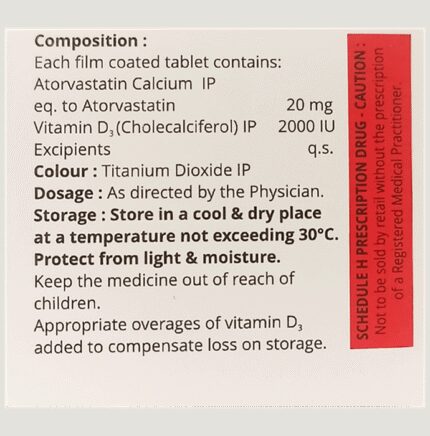 Composition :
Each film coated tablet contains:
Atorvastatin Calcium IP
eq. to Atorvastatin 20 mg
Vitamin D₃(Cholecalciferol) IP 2000 IU
Excipients q.s.
Colour : Titanium Dioxide IP
Dosage : As directed by the Physician.
Storage : Store in a cool & dry place
at a temperature not exceeding 30°C.
Protect from light & moisture.
Keep the medicine out of reach of
children.
Appropriate overages of vitamin D₃
added to compensate loss on storage.
SCHEDULE H PRESCRIPTION DRUG - CAUTION :
Not to be sold by retail without the prescription
of a Registered Medical Practitioner.